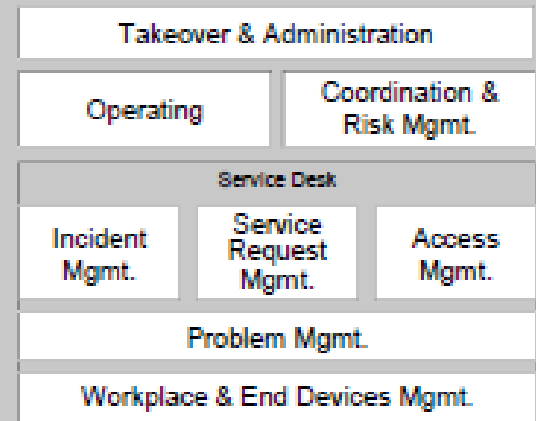 Takeover & Administration
Operating
Coordination &
Risk Mgmt.
Service Desk
Incident
Mgmt.
Service
Request
Mgmt.
Access
Mgmt.
Problem Mgmt.
Workplace & End Devices Mgmt.